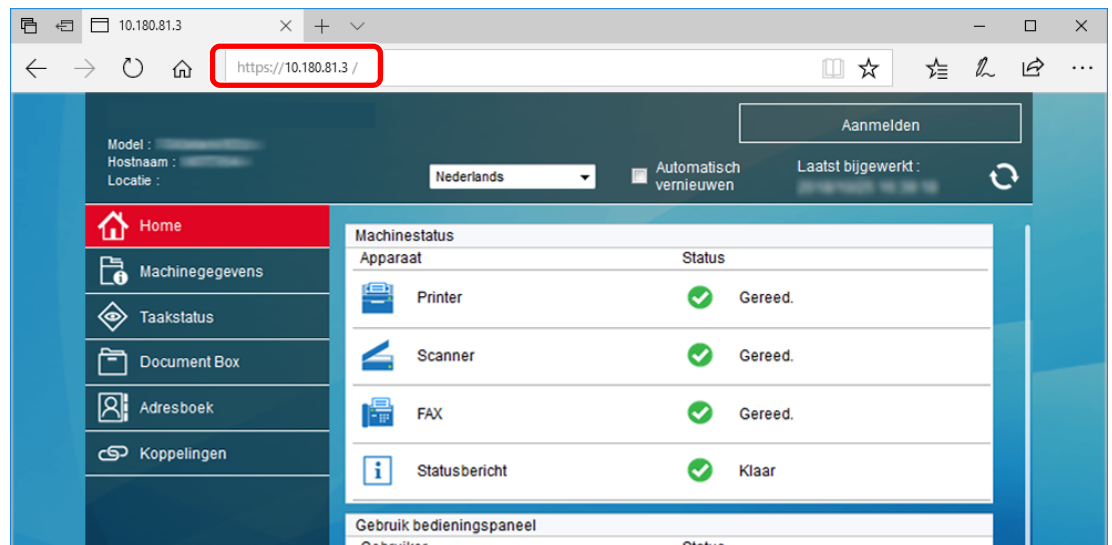 10.180.81.3
https://10.180.81.3 /
Aanmelden
Model :
Hostnaam :
Locatie :
Nederlands
Automatisch
vernieuwen
Laatst bijgewerkt :
Home
Machinegegevens
Taakstatus
Document Box
Adresboek
Koppelingen
Machinestatus
Apparaat Status
Printer Gereed.
Scanner Gereed.
FAX Gereed.
Statusbericht Klaar
Gebruik bedieningspaneel